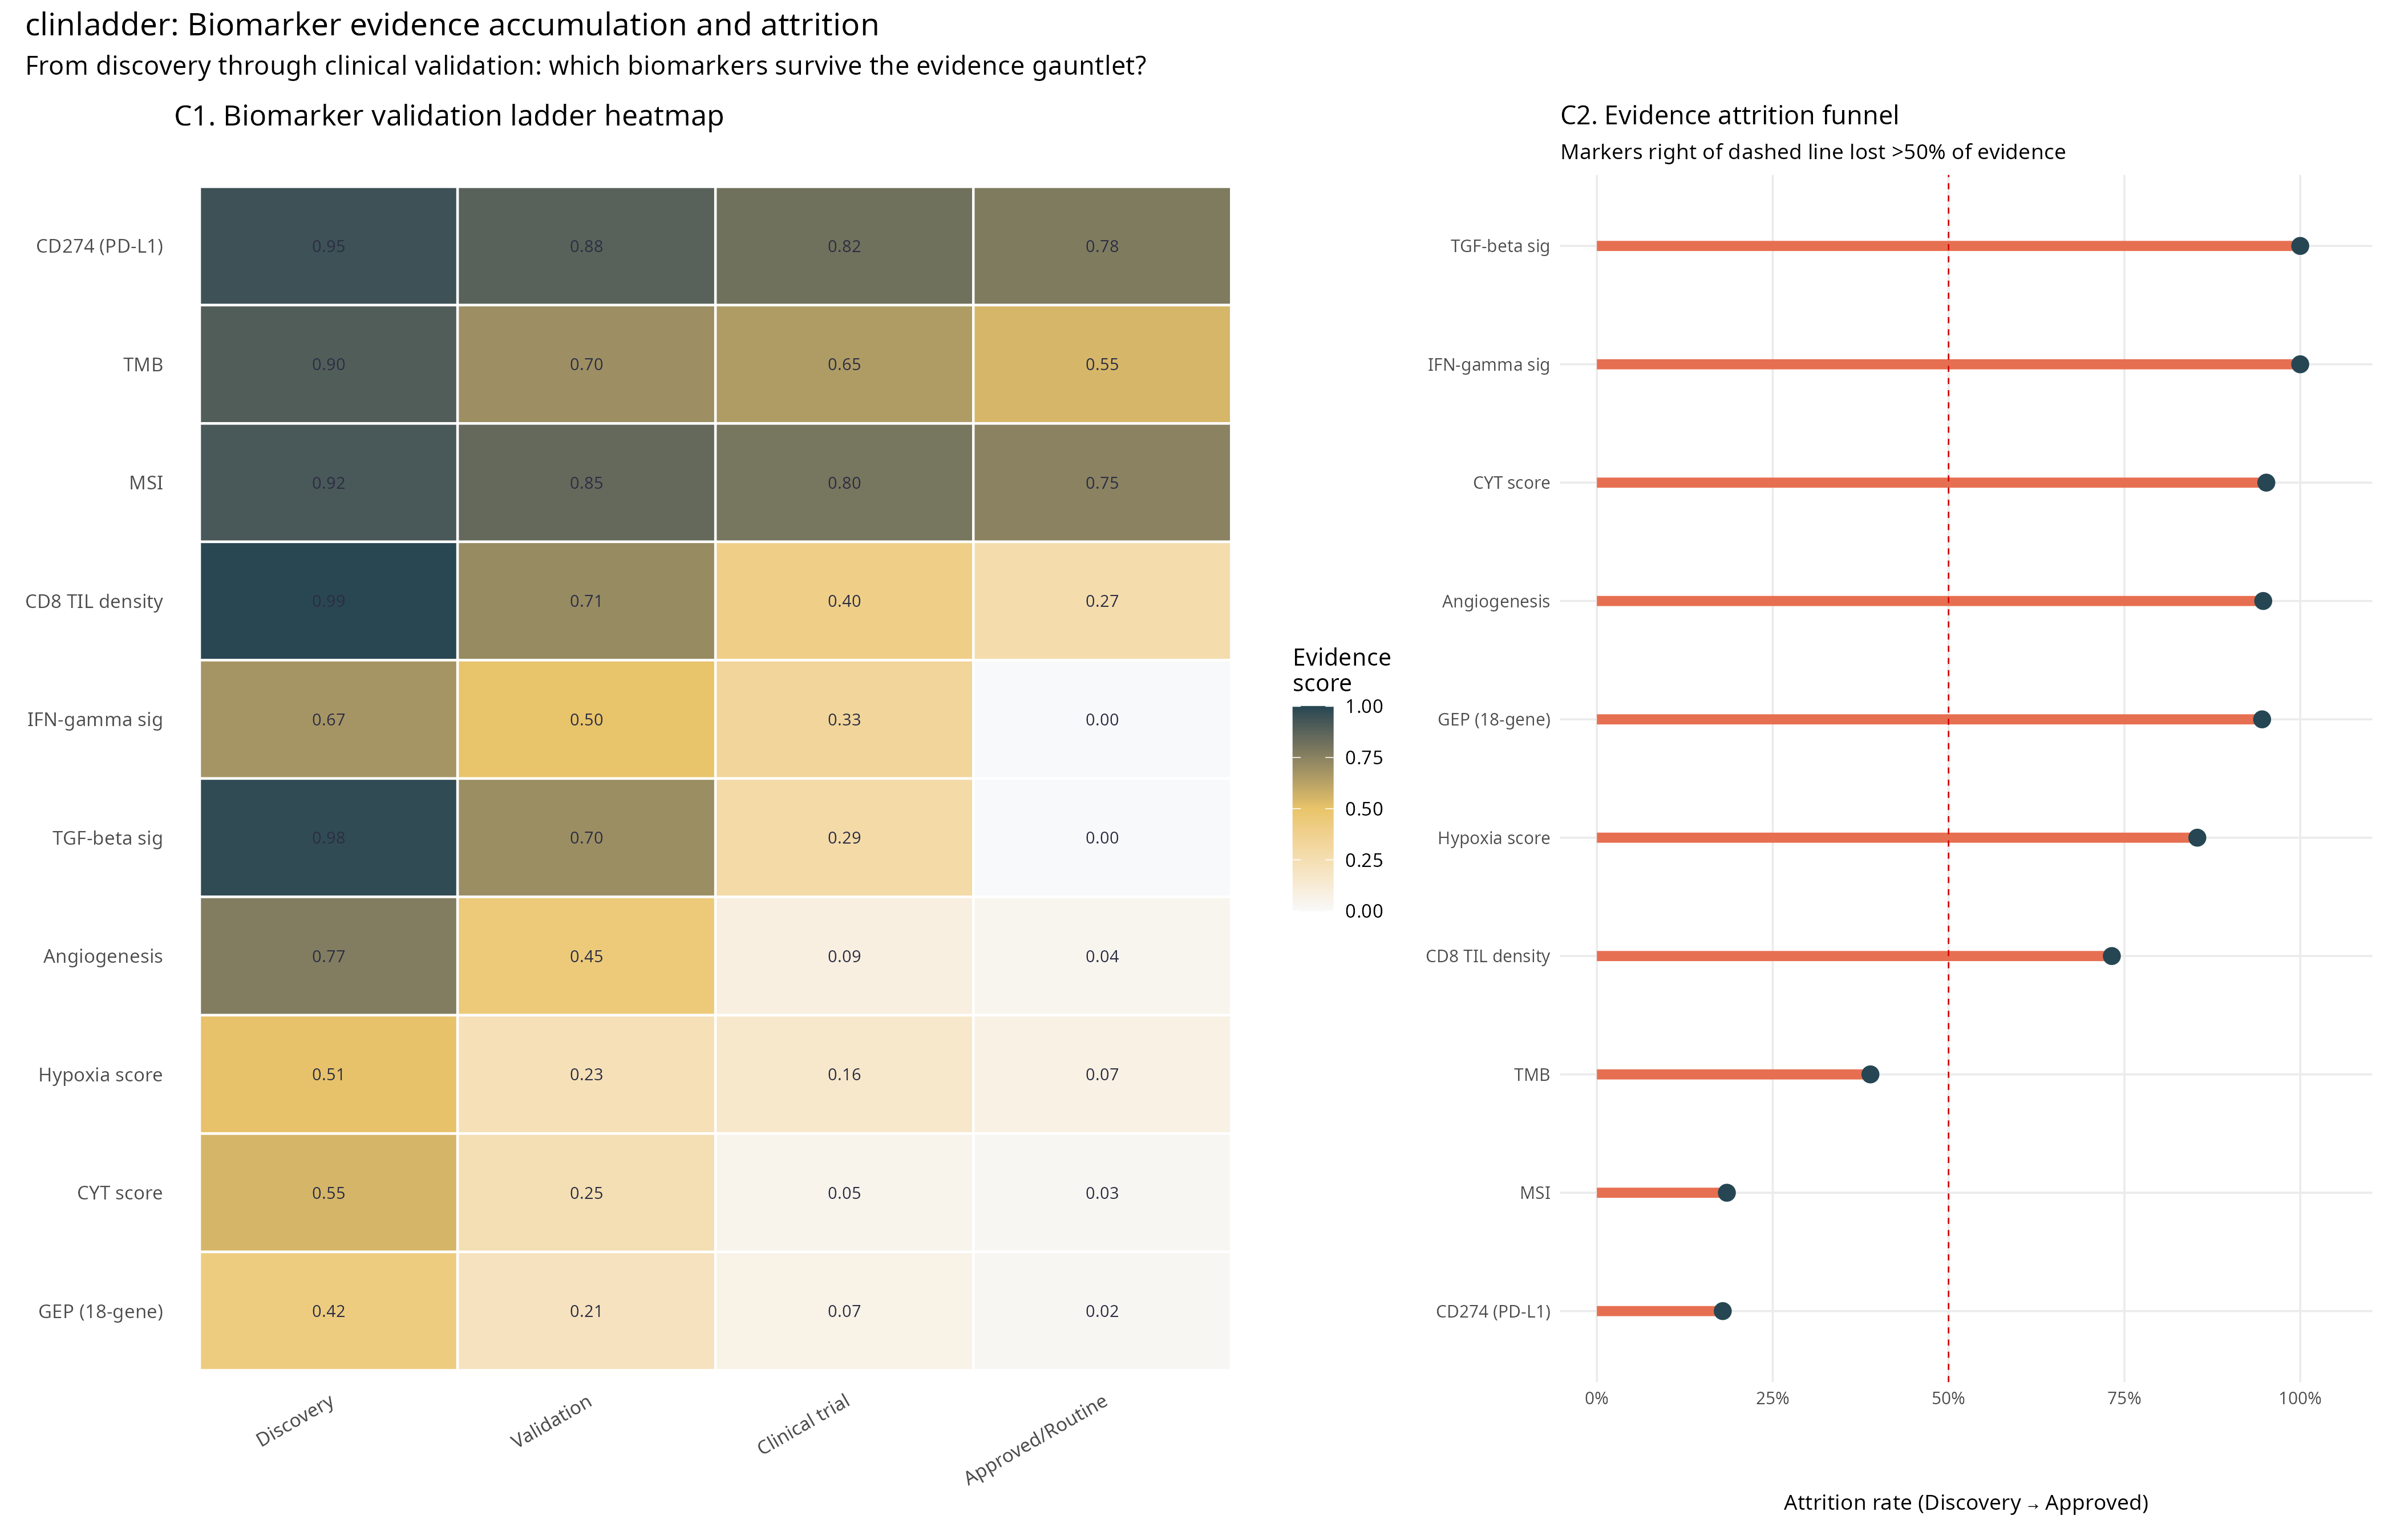 clinladder: Biomarker evidence accumulation and attrition
From discovery through clinical validation: which biomarkers survive the evidence gauntlet?
C1. Biomarker validation ladder heatmap
CD274 (PD-L1) 0.95 0.88 0.82 0.78
TMB 0.90 0.70 0.65 0.55
MSI 0.92 0.85 0.80 0.75
CD8 TIL density 0.99 0.71 0.40 0.27
IFN-gamma sig 0.67 0.50 0.33 0.00
TGF-beta sig 0.98 0.70 0.29 0.00
Angiogenesis 0.77 0.45 0.09 0.04
Hypoxia score 0.51 0.23 0.16 0.07
CYT score 0.55 0.25 0.05 0.03
GEP (18-gene) 0.42 0.21 0.07 0.02
Discovery Validation Clinical trial Approved/Routine
Evidence
score
1.00
0.75
0.50
0.25
0.00
C2. Evidence attrition funnel
Markers right of dashed line lost >50% of evidence
TGF-beta sig
IFN-gamma sig
CYT score
Angiogenesis
GEP (18-gene)
Hypoxia score
CD8 TIL density
TMB
MSI
CD274 (PD-L1)
0% 25% 50% 75% 100%
Attrition rate (Discovery → Approved)